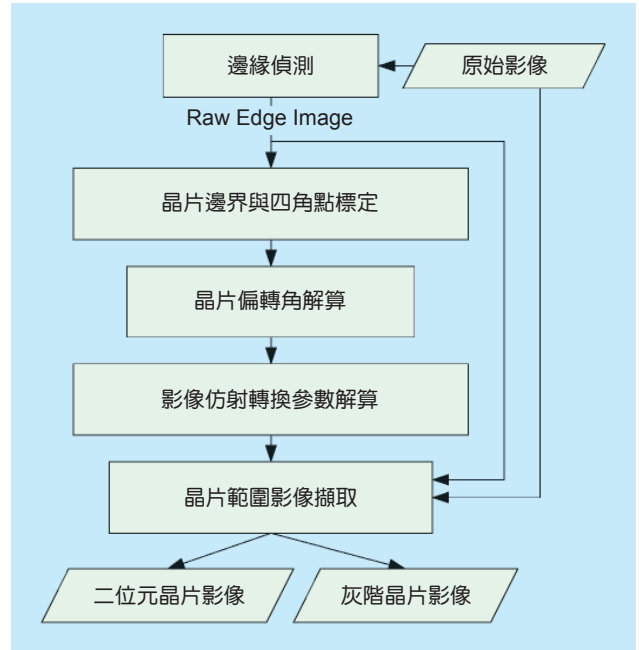 邊緣偵測
原始影像
Raw Edge Image
晶片邊界與四角點標定
晶片偏轉角解算
影像仿射轉換參數解算
晶片範圍影像擷取
二位元晶片影像
灰階晶片影像